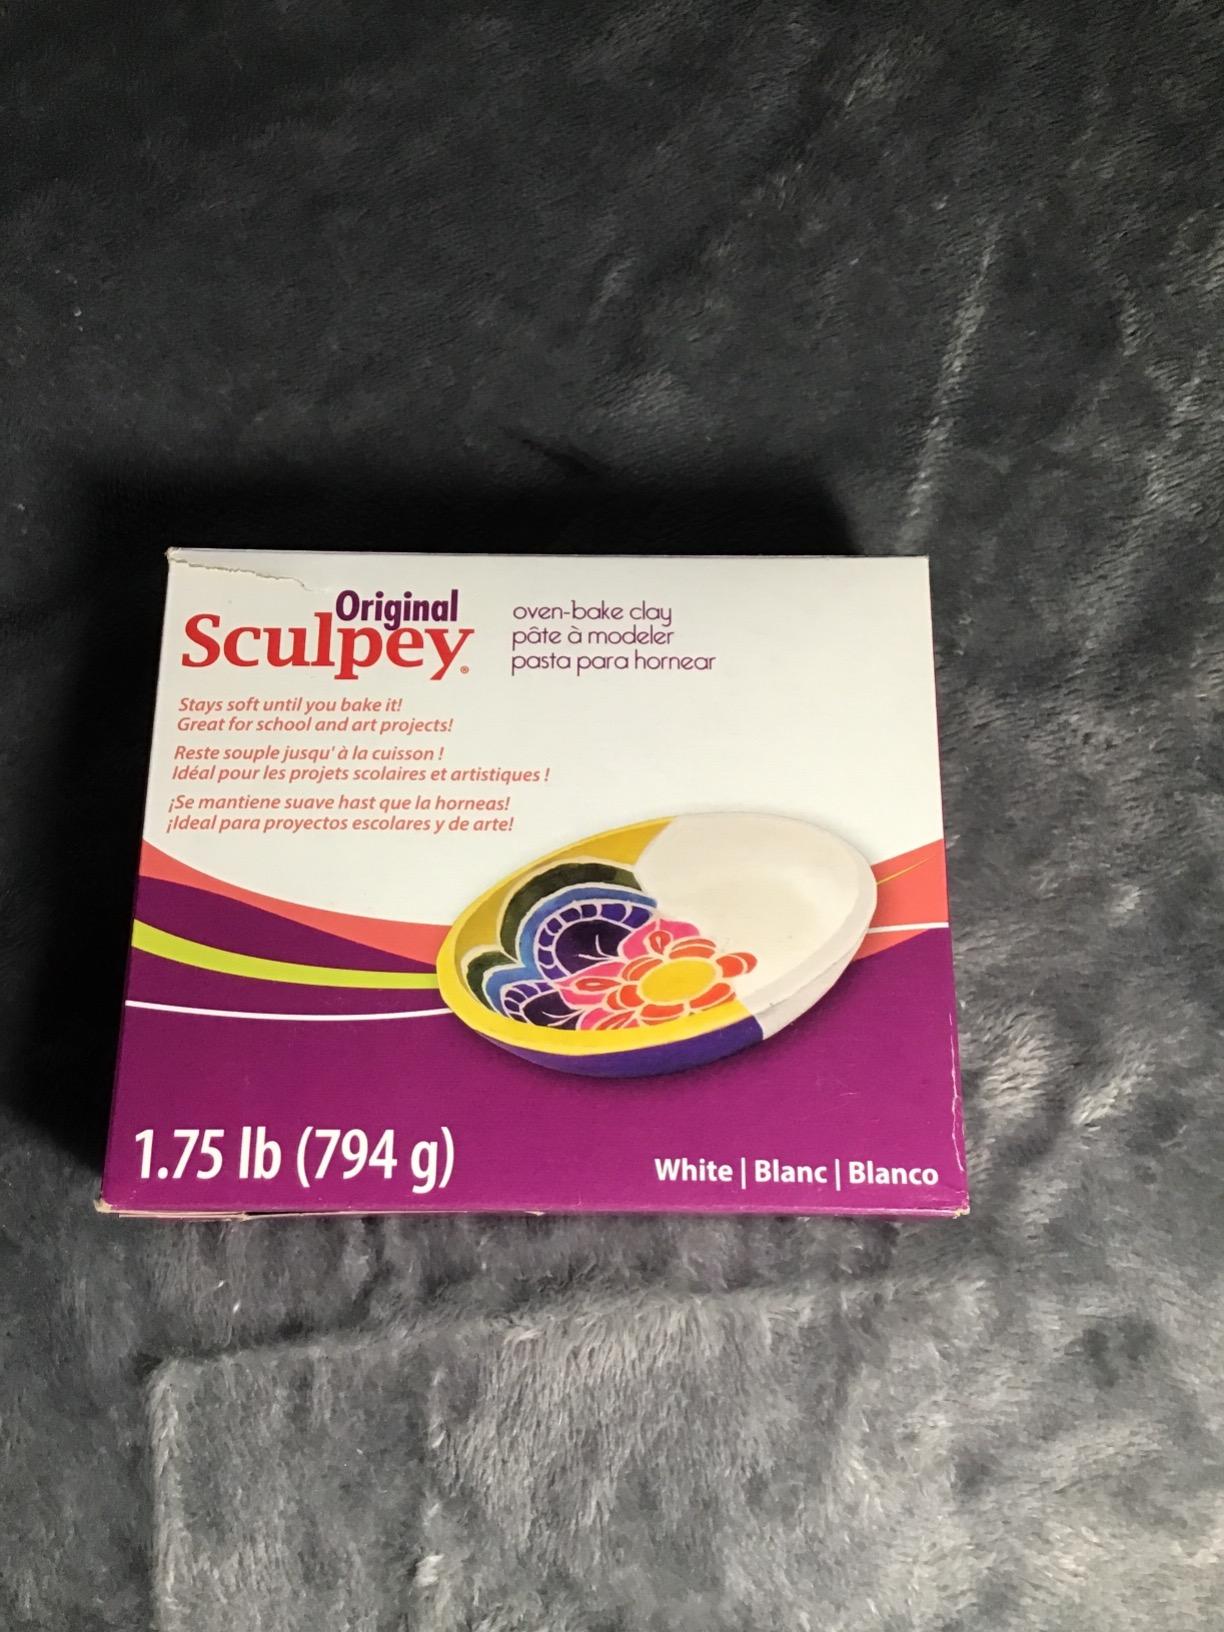 Original
Sculpey®
oven-bake clay
pâte à modeler
pasta para hornear
Stays soft until you bake it!
Great for school and art projects!
Reste souple jusqu' à la cuisson !
Idéal pour les projets scolaires et artistiques !
¡Se mantiene suave hast que la horneas!
¡Ideal para proyectos escolares y de arte!
1.75 lb (794 g)
White | Blanc | Blanco